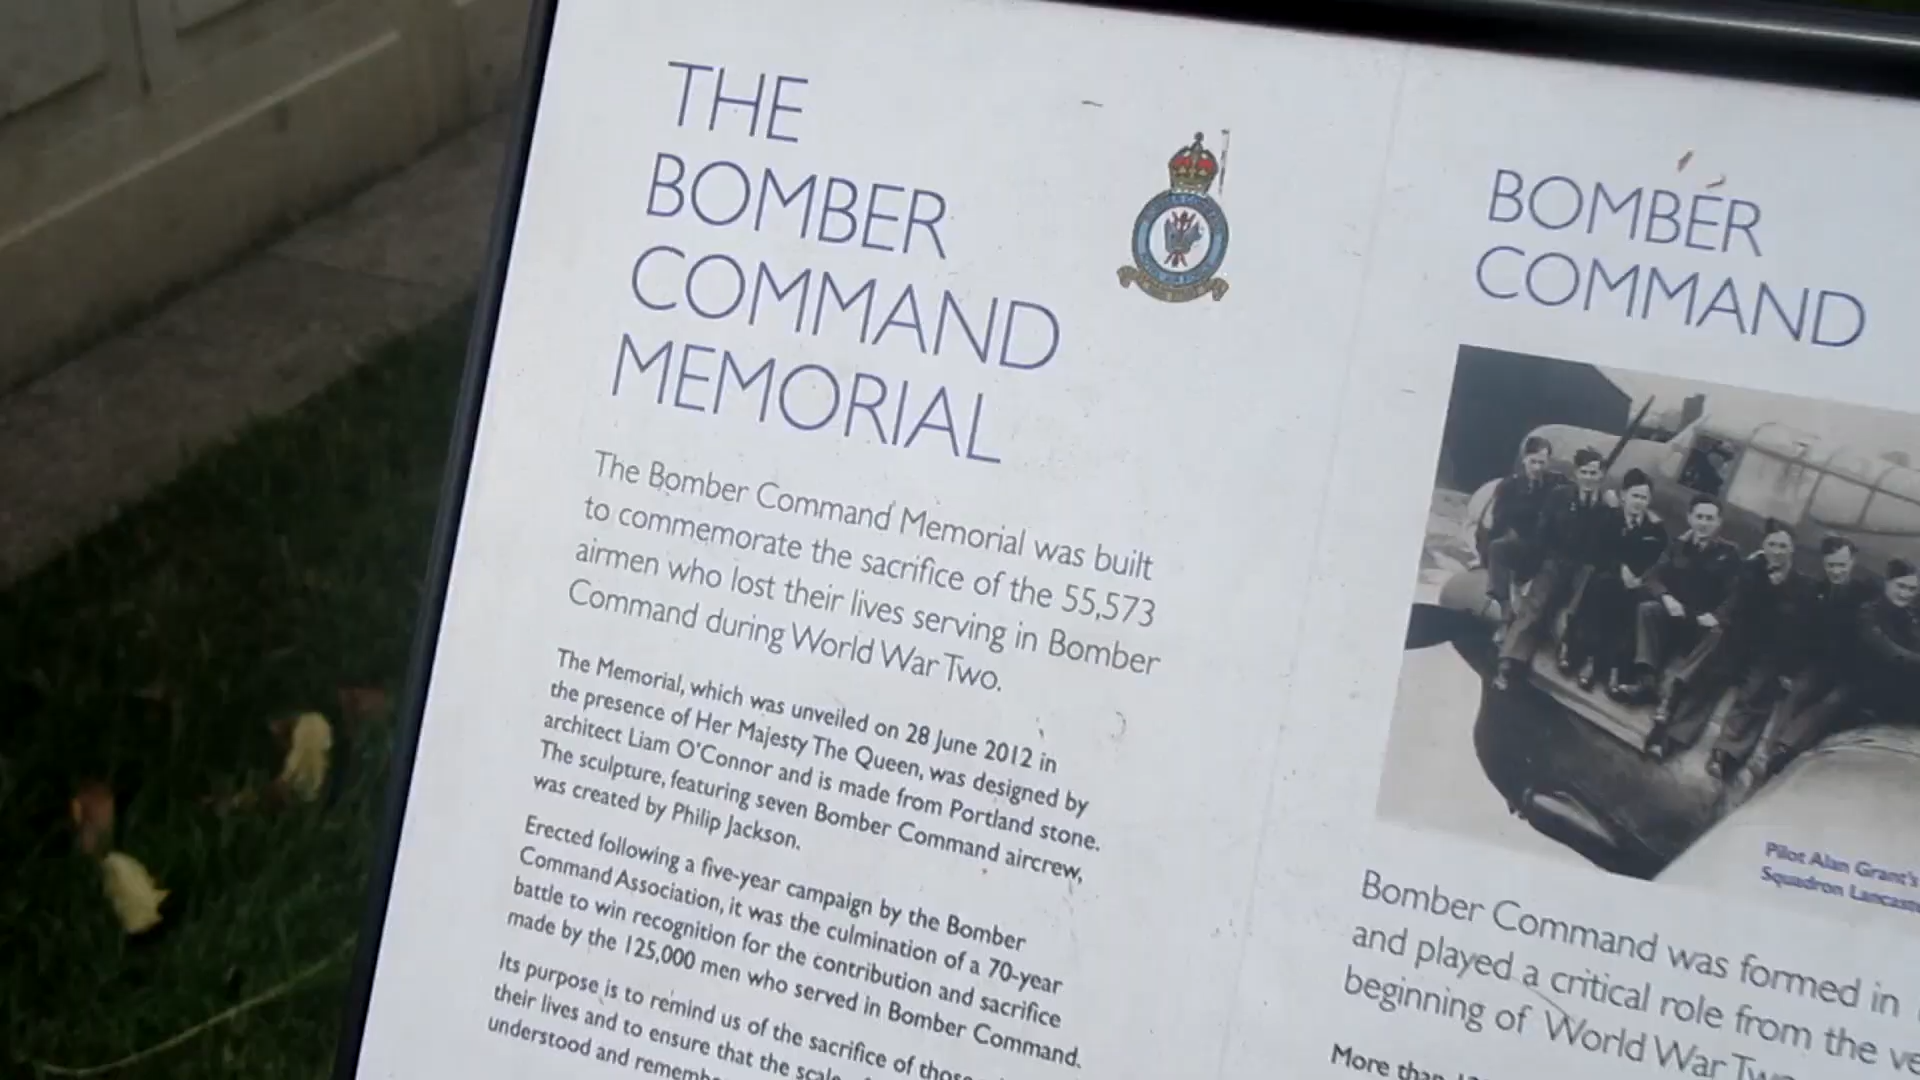 THE
BOMBER
COMMAND
MEMORIAL
The Bomber Command Memorial was built
to commemorate the sacrifice of the 55,573
airmen who lost their lives serving in Bomber
Command during World War Two.
The Memorial, which was unveiled on 28 June 2012 in
the presence of Her Majesty The Queen, was designed by
architect Liam O'Connor and is made from Portland stone.
The sculpture, featuring seven Bomber Command aircrew,
was created by Philip Jackson.
Erected following a five-year campaign by the Bomber
Command Association, it was the culmination of a 70-year
battle to win recognition for the contribution and sacrifice
made by the 125,000 men who served in Bomber Command.
Its purpose is to remind us of the sacrifice of those
their lives and to ensure that the scale
understood and
BOMBER
COMMAND
Pilot Alan Grant's
Squadron
Bomber Command was formed in
and played a critical role from the
beginning of World War
More than